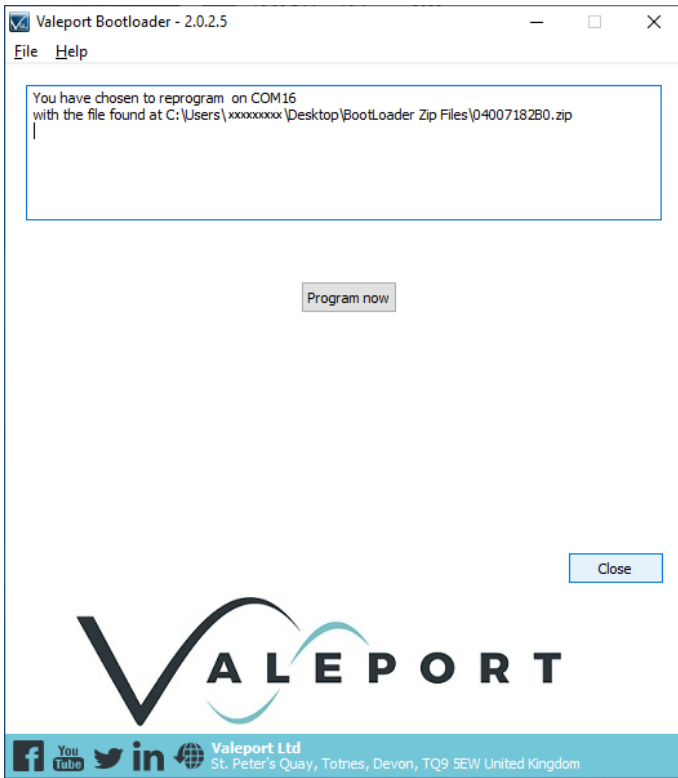 Valeport Bootloader - 2.0.2.5
File Help
You have chosen to reprogram  on COM16
with the file found at C:\Users\xxxxxxxxx\Desktop\BootLoader Zip Files\04007182B0.zip
Program now
Close
VALEPORT
You
Tube
Valeport Ltd
St. Peter's Quay, Totnes, Devon, TQ9 5EW United Kingdom